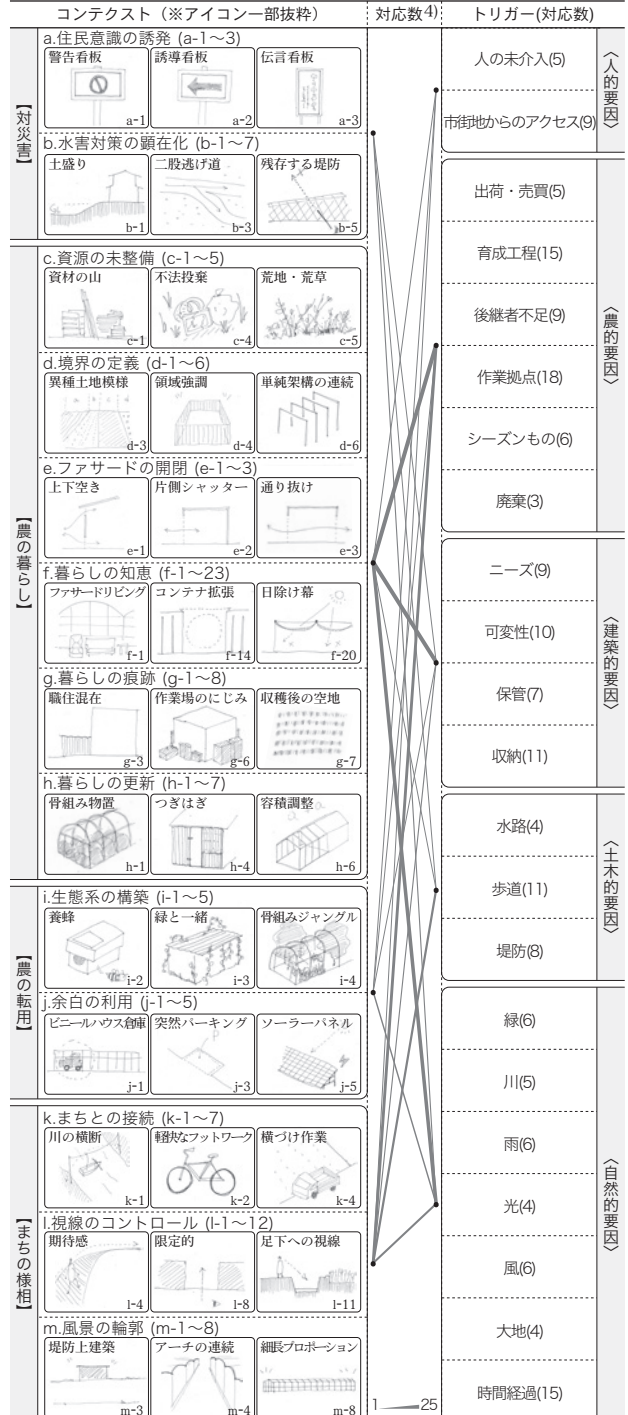 コンテクスト（※アイコン一部抜粋）
対応数4)
トリガー(対応数)
【対災害】
a.住民意識の誘発 (a-1〜3)
警告看板
a-1
誘導看板
a-2
伝言看板
a-3
b.水害対策の顕在化 (b-1〜7)
土盛り
b-1
二股逃げ道
b-3
残存する堤防
b-5
【農の暮らし】
c.資源の未整備 (c-1〜5)
資材の山
c-1
不法投棄
c-4
荒地・荒草
c-5
d.境界の定義 (d-1〜6)
異種土地模様
d-3
領域強調
d-4
単純架構の連続
d-6
e.ファサードの開閉 (e-1〜3)
上下空き
e-1
片側シャッター
e-2
通り抜け
e-3
f.暮らしの知恵 (f-1〜23)
ファサードリビング
f-1
コンテナ拡張
f-14
日除け幕
f-20
g.暮らしの痕跡 (g-1〜8)
職住混在
g-3
作業場のにじみ
g-6
収穫後の空地
g-7
h.暮らしの更新 (h-1〜7)
骨組み物置
h-1
つぎはぎ
h-4
容積調整
h-6
【農の転用】
i.生態系の構築 (i-1〜5)
養蜂
i-2
緑と一緒
i-3
骨組みジャングル
i-4
j.余白の利用 (j-1〜5)
ビニールハウス倉庫
j-1
突然パーキング
j-3
ソーラーパネル
j-5
【まちの様相】
k.まちとの接続 (k-1〜7)
川の横断
k-1
軽快なフットワーク
k-2
横づけ作業
k-4
l.視線のコントロール (l-1〜12)
期待感
l-4
限定的
l-8
足下への視線
l-11
m.風景の輪郭 (m-1〜8)
堤防上建築
m-3
アーチの連続
m-4
細長プロポーション
m-8
1
25
〈人的要因〉
人の未介入(5)
市街地からのアクセス(9)
〈農的要因〉
出荷・売買(5)
育成工程(15)
後継者不足(9)
作業拠点(18)
シーズンもの(6)
廃棄(3)
〈建築的要因〉
ニーズ(9)
可変性(10)
保管(7)
収納(11)
〈土木的要因〉
水路(4)
歩道(11)
堤防(8)
〈自然的要因〉
緑(6)
川(5)
雨(6)
光(4)
風(6)
大地(4)
時間経過(15)